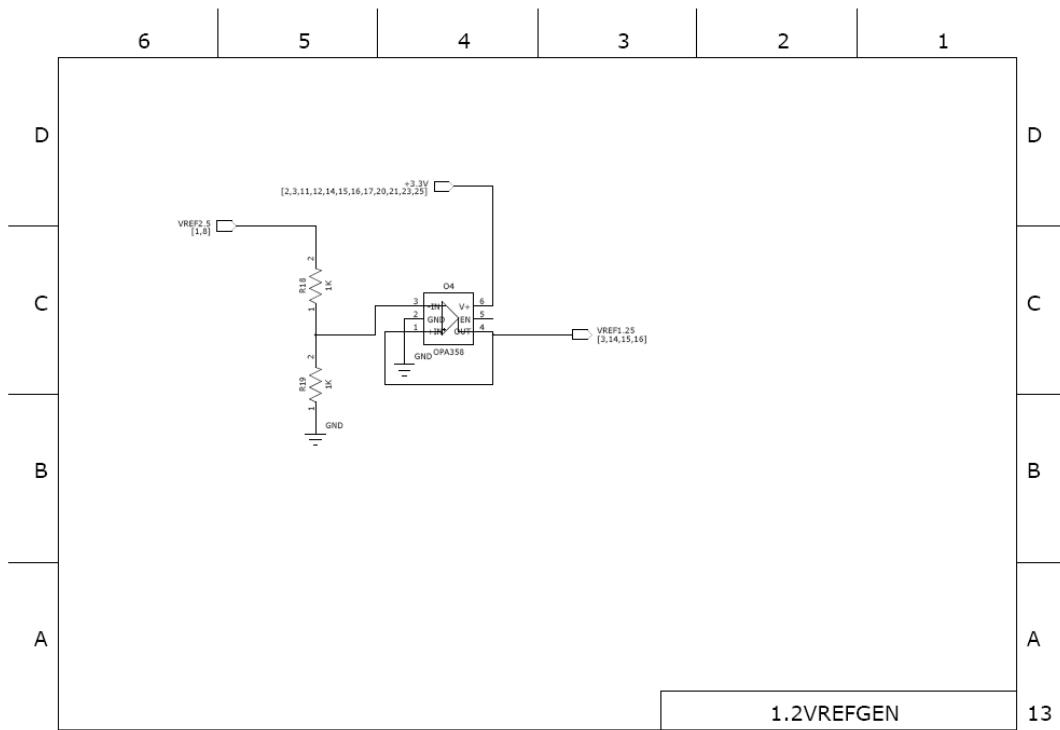 6 5 4 3 2 1
D D
+3.3V
[2,3,11,12,14,15,16,17,20,21,23,25]
VREF2.5
[1,8]
C C
2
R18 1K
1
O4
3 -IN V+ 6
2 GND EN 5
1 +IN OUT 4
OPA358
GND
VREF1.25
[3,14,15,16]
2
R19 1K
1
GND
B B
A A
1.2VREFGEN 13